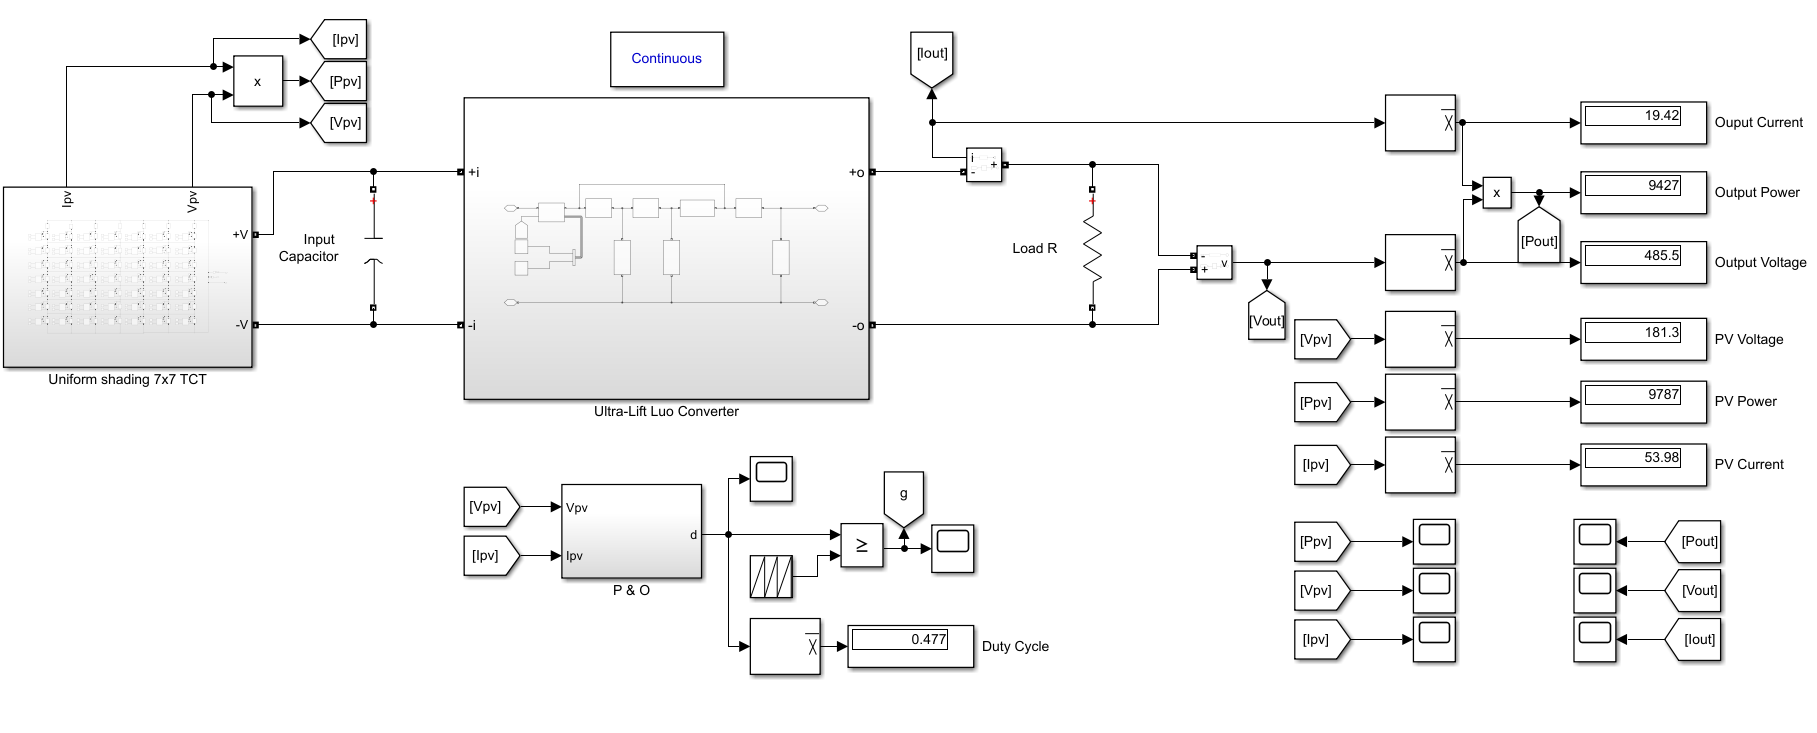 [Ipv]
x
[Ppv]
[Vpv]
Continuous
[Iout]
Ipv
Vpv
+V
-V
Uniform shading 7x7 TCT
Input
Capacitor
+i
-i
+o
-o
Ultra-Lift Luo Converter
i
-
+
+
Load R
+
-
+
v
[Vout]
x
19.42
Ouput Current
x
9427
Output Power
[Pout]
x
485.5
Output Voltage
[Vpv]
x
181.3
PV Voltage
[Ppv]
x
9787
PV Power
[Ipv]
x
53.98
PV Current
[Vpv]
[Ipv]
Vpv
Ipv
d
P & O
≥
g
x
0.477
Duty Cycle
[Ppv]
[Vpv]
[Ipv]
[Pout]
[Vout]
[Iout]